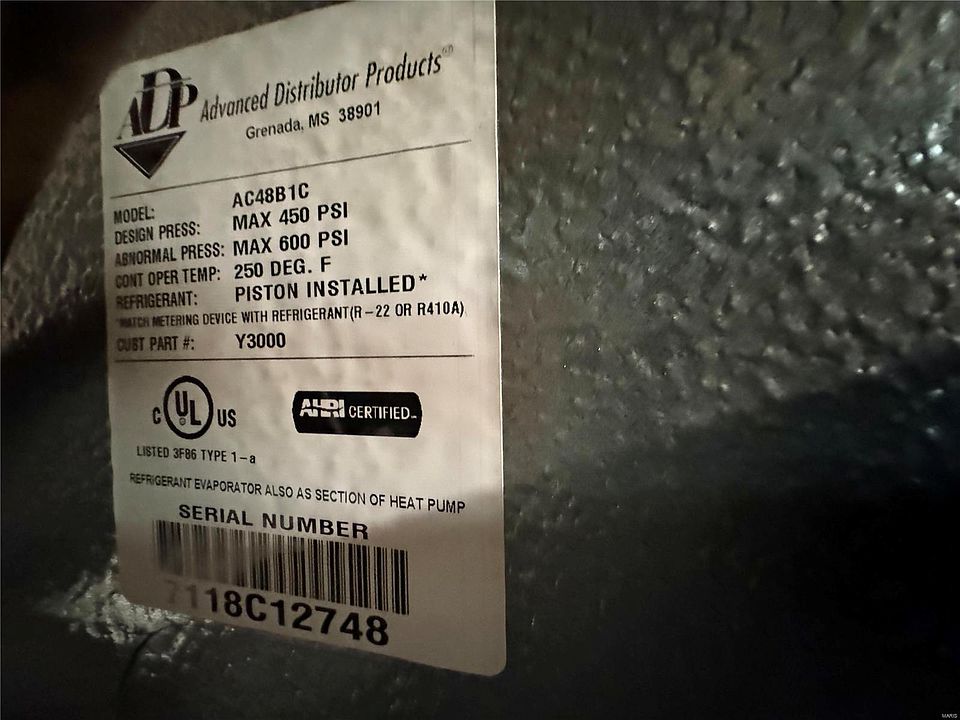 ADP Advanced Distributor Products
Grenada, MS 38901
MODEL: AC48B1C
DESIGN PRESS: MAX 450 PSI
ABNORMAL PRESS: MAX 600 PSI
CONT OPER TEMP: 250 DEG. F
REFRIGERANT: PISTON INSTALLED*
*MATCH METERING DEVICE WITH REFRIGERANT(R-22 OR R410A)
CUST PART #: Y3000
C UL US
AHRI CERTIFIED™
LISTED 3F86 TYPE 1-a
REFRIGERANT EVAPORATOR ALSO AS SECTION OF HEAT PUMP
SERIAL NUMBER
7118C12748
MARIS